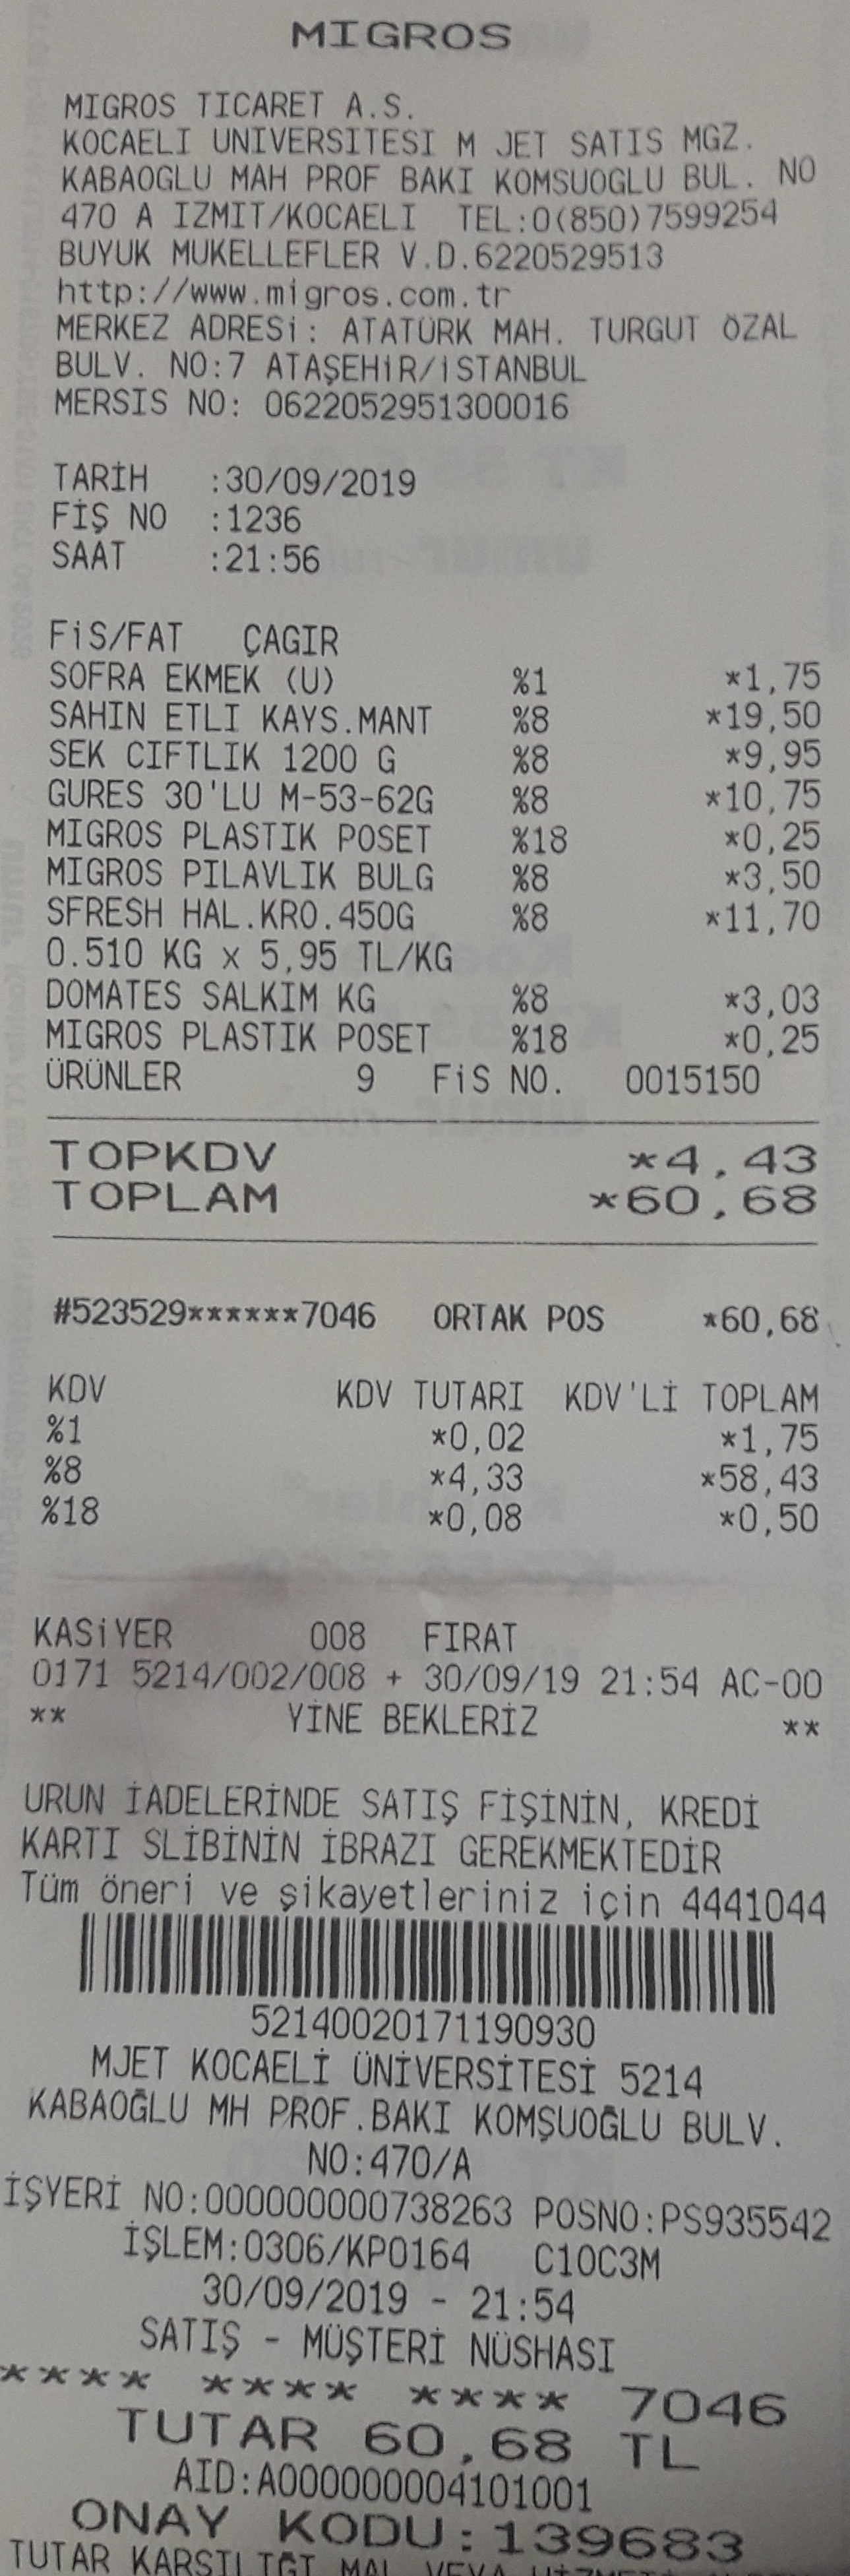 MIGROS
MIGROS TICARET A.S.
KOCAELI UNIVERSITESI M JET SATIS MGZ.
KABAOGLU MAH PROF BAKI KOMSUOGLU BUL. NO
470 A IZMIT/KOCAELI TEL:0(850)7599254
BUYUK MUKELLEFLER V.D.6220529513
http://www.migros.com.tr
MERKEZ ADRESİ: ATATÜRK MAH. TURGUT ÖZAL
BULV. NO:7 ATAŞEHİR/İSTANBUL
MERSIS NO: 0622052951300016
TARİH :30/09/2019
FİŞ NO :1236
SAAT :21:56
FİS/FAT ÇAGIR
SOFRA EKMEK (U) %1 *1,75
SAHIN ETLI KAYS.MANT %8 *19,50
SEK CIFTLIK 1200 G %8 *9,95
GURES 30'LU M-53-62G %8 *10,75
MIGROS PLASTIK POSET %18 *0,25
MIGROS PILAVLIK BULG %8 *3,50
SFRESH HAL.KRO.450G %8 *11,70
0.510 KG x 5,95 TL/KG
DOMATES SALKIM KG %8 *3,03
MIGROS PLASTIK POSET %18 *0,25
ÜRÜNLER 9 FİS NO. 0015150
TOPKDV *4,43
TOPLAM *60,68
#523529******7046 ORTAK POS *60,68
KDV KDV TUTARI KDV'Lİ TOPLAM
%1 *0,02 *1,75
%8 *4,33 *58,43
%18 *0,08 *0,50
KASİYER 008 FIRAT
0171 5214/002/008 + 30/09/19 21:54 AC-00
** YİNE BEKLERİZ **
URUN İADELERİNDE SATIŞ FİŞİNİN, KREDİ
KARTI SLİBİNİN İBRAZI GEREKMEKTEDİR
Tüm öneri ve şikayetleriniz için 4441044
52140020171190930
MJET KOCAELİ ÜNİVERSİTESİ 5214
KABAOĞLU MH PROF.BAKI KOMŞUOĞLU BULV.
NO:470/A
İŞYERİ NO:000000000738263 POSNO:PS935542
İŞLEM:0306/KP0164 C10C3M
30/09/2019 - 21:54
SATIŞ - MÜŞTERİ NÜSHASI
**** **** **** 7046
TUTAR 60,68 TL
AID:A0000000004101001
ONAY KODU:139683
TUTAR KARŞILIĞI MAL VEYA